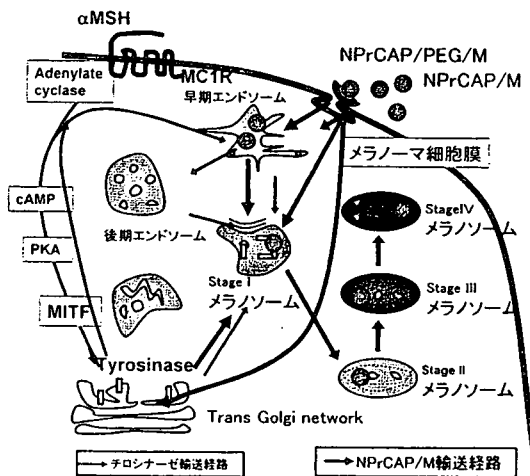 αMSH
MC1R
Adenylate
cyclase
NPrCAP/PEG/M
NPrCAP/M
早期エンドソーム
メラノーマ細胞膜
cAMP
後期エンドソーム
PKA
MITF
StageⅣ
メラノソーム
Stage Ⅰ
メラノソーム
Stage Ⅲ
メラノソーム
Tyrosinase
Stage Ⅱ
メラノソーム
Trans Golgi network
チロシナーゼ輸送経路
NPrCAP/M輸送経路